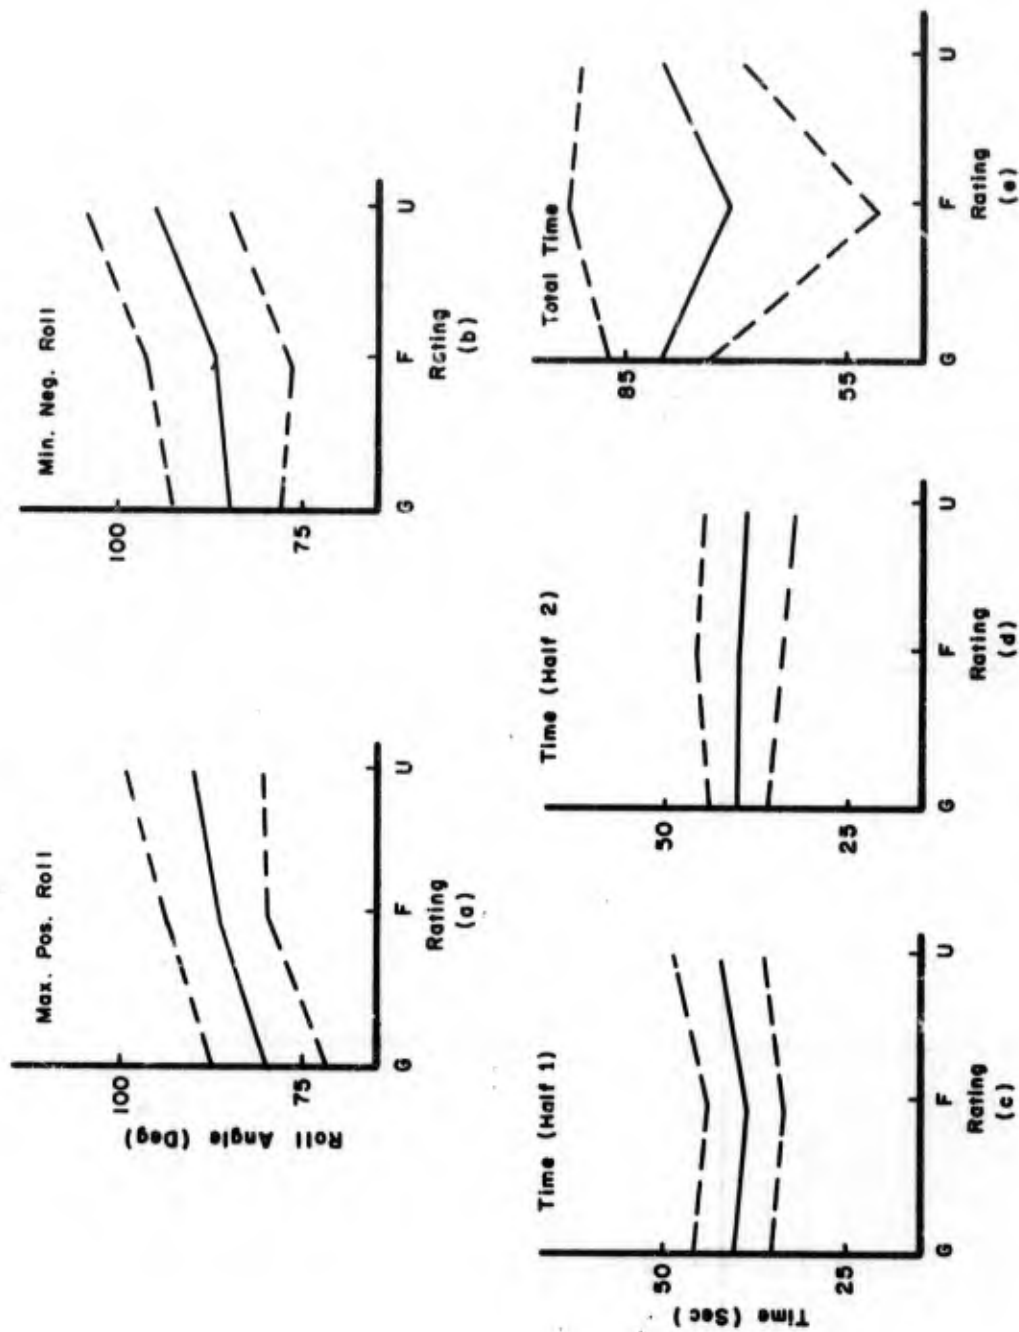 Max. Pos. Roll
Roll Angle (Deg)
100
75
G F U
Rating
(a)
Min. Neg. Roll
100
75
G F U
Rating
(b)
Time (Half 1)
Time (Sec)
50
25
G F U
Rating
(c)
Time (Half 2)
50
25
G F U
Rating
(d)
Total Time
85
55
G F U
Rating
(e)